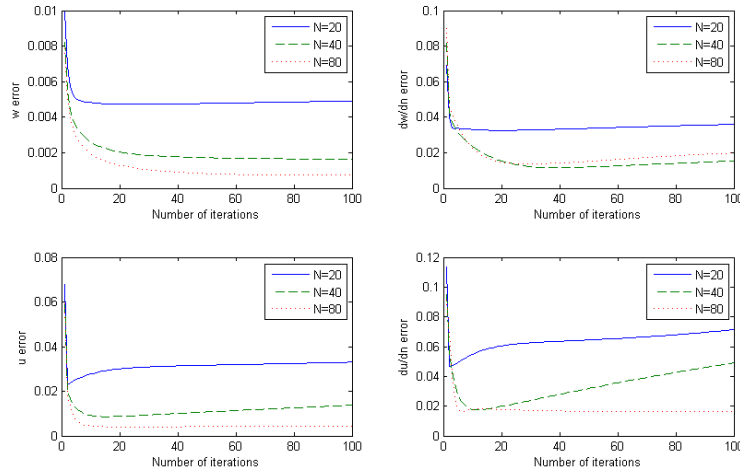 0.01
0.008
0.006
0.004
0.002
0
w error
0 20 40 60 80 100
Number of iterations
N=20
N=40
N=80
0.1
0.08
0.06
0.04
0.02
0
dw/dn error
0 20 40 60 80 100
Number of iterations
N=20
N=40
N=80
0.08
0.06
0.04
0.02
0
u error
0 20 40 60 80 100
Number of iterations
N=20
N=40
N=80
0.12
0.1
0.08
0.06
0.04
0.02
0
du/dn error
0 20 40 60 80 100
Number of iterations
N=20
N=40
N=80